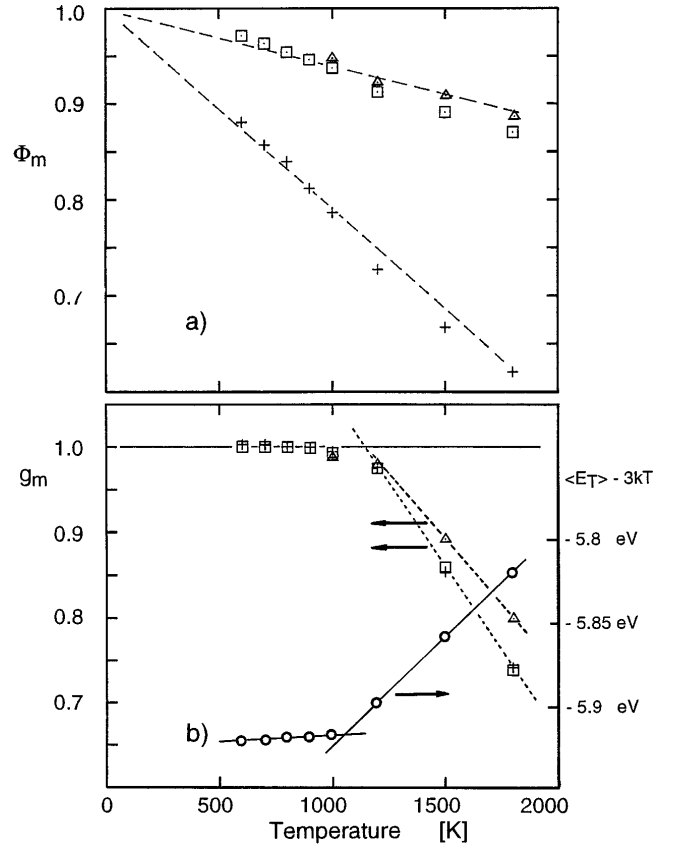 1.0
0.9
Φm
0.8
0.7
a)
1.0
gm
<ET> - 3kT
0.9
- 5.8 eV
0.8
- 5.85 eV
0.7
- 5.9 eV
b)
0 500 1000 1500 2000
Temperature [K]